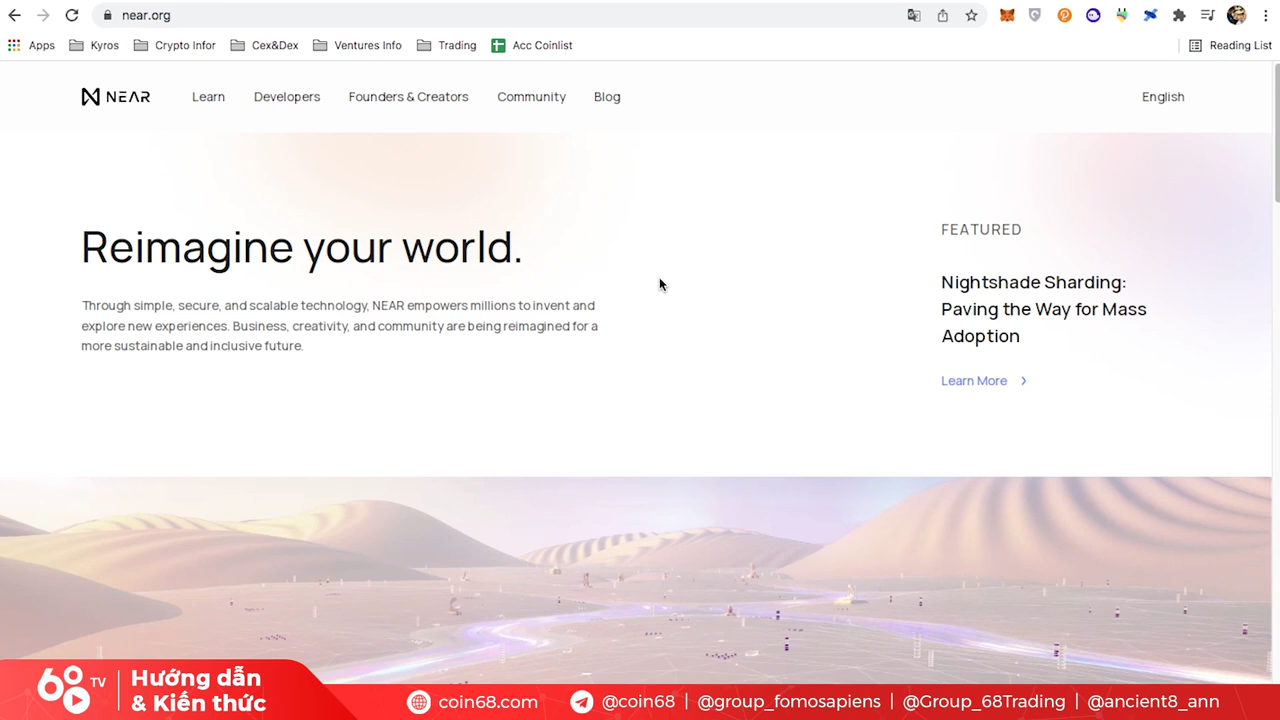 near.org
Apps Kyros Crypto Infor Cex&Dex Ventures Info Trading Acc Coinlist Reading List
NEAR Learn Developers Founders & Creators Community Blog English
Reimagine your world.
Through simple, secure, and scalable technology, NEAR empowers millions to invent and
explore new experiences. Business, creativity, and community are being reimagined for a
more sustainable and inclusive future.
FEATURED
Nightshade Sharding:
Paving the Way for Mass
Adoption
Learn More
68 TV
Hướng dẫn
& Kiến thức
coin68.com @coin68 | @group_fomosapiens | @Group_68Trading | @ancient8_ann